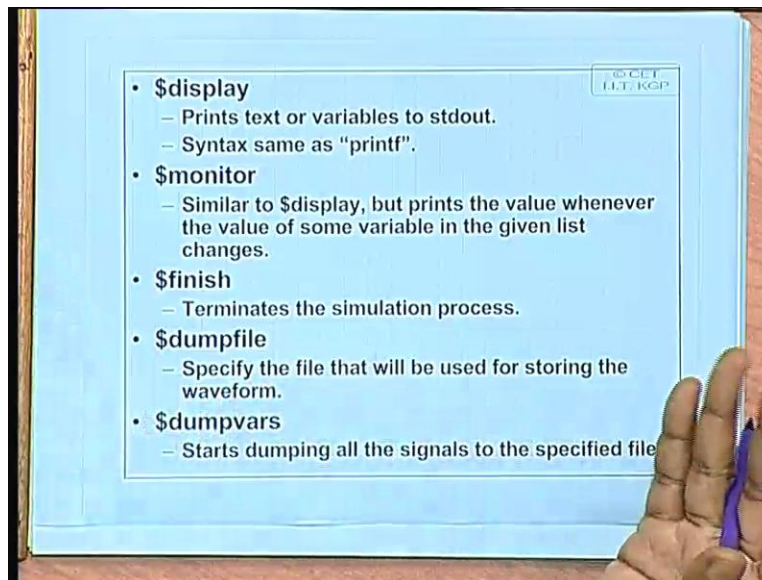 © CET
I.I.T. KGP
• $display
– Prints text or variables to stdout.
– Syntax same as “printf”.
• $monitor
– Similar to $display, but prints the value whenever
the value of some variable in the given list
changes.
• $finish
– Terminates the simulation process.
• $dumpfile
– Specify the file that will be used for storing the
waveform.
• $dumpvars
– Starts dumping all the signals to the specified file